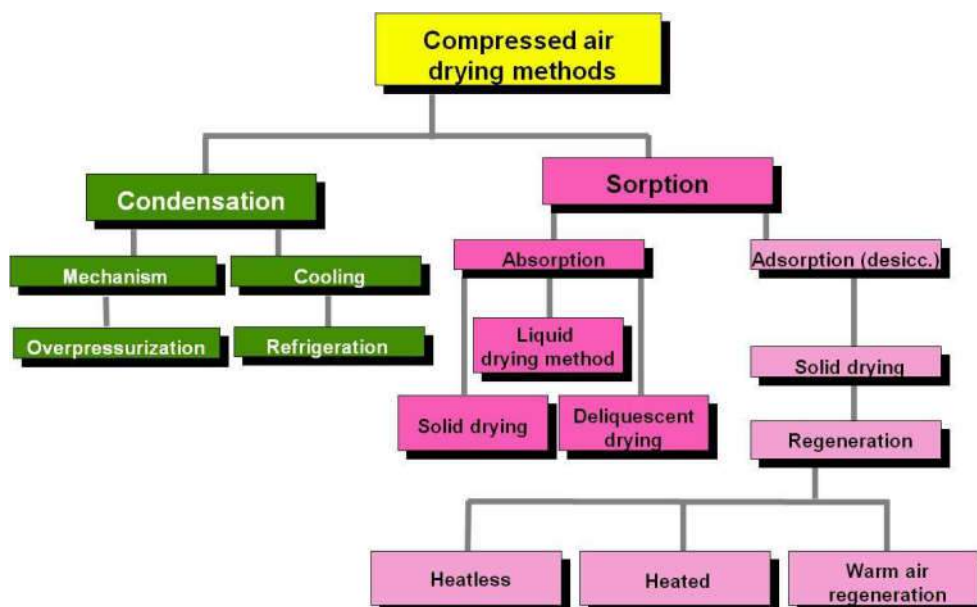 Compressed air
drying methods
Condensation
Sorption
Mechanism
Cooling
Absorption
Adsorption (desicc.)
Overpressurization
Refrigeration
Liquid
drying method
Solid drying
Solid drying
Deliquescent
drying
Regeneration
Heatless
Heated
Warm air
regeneration